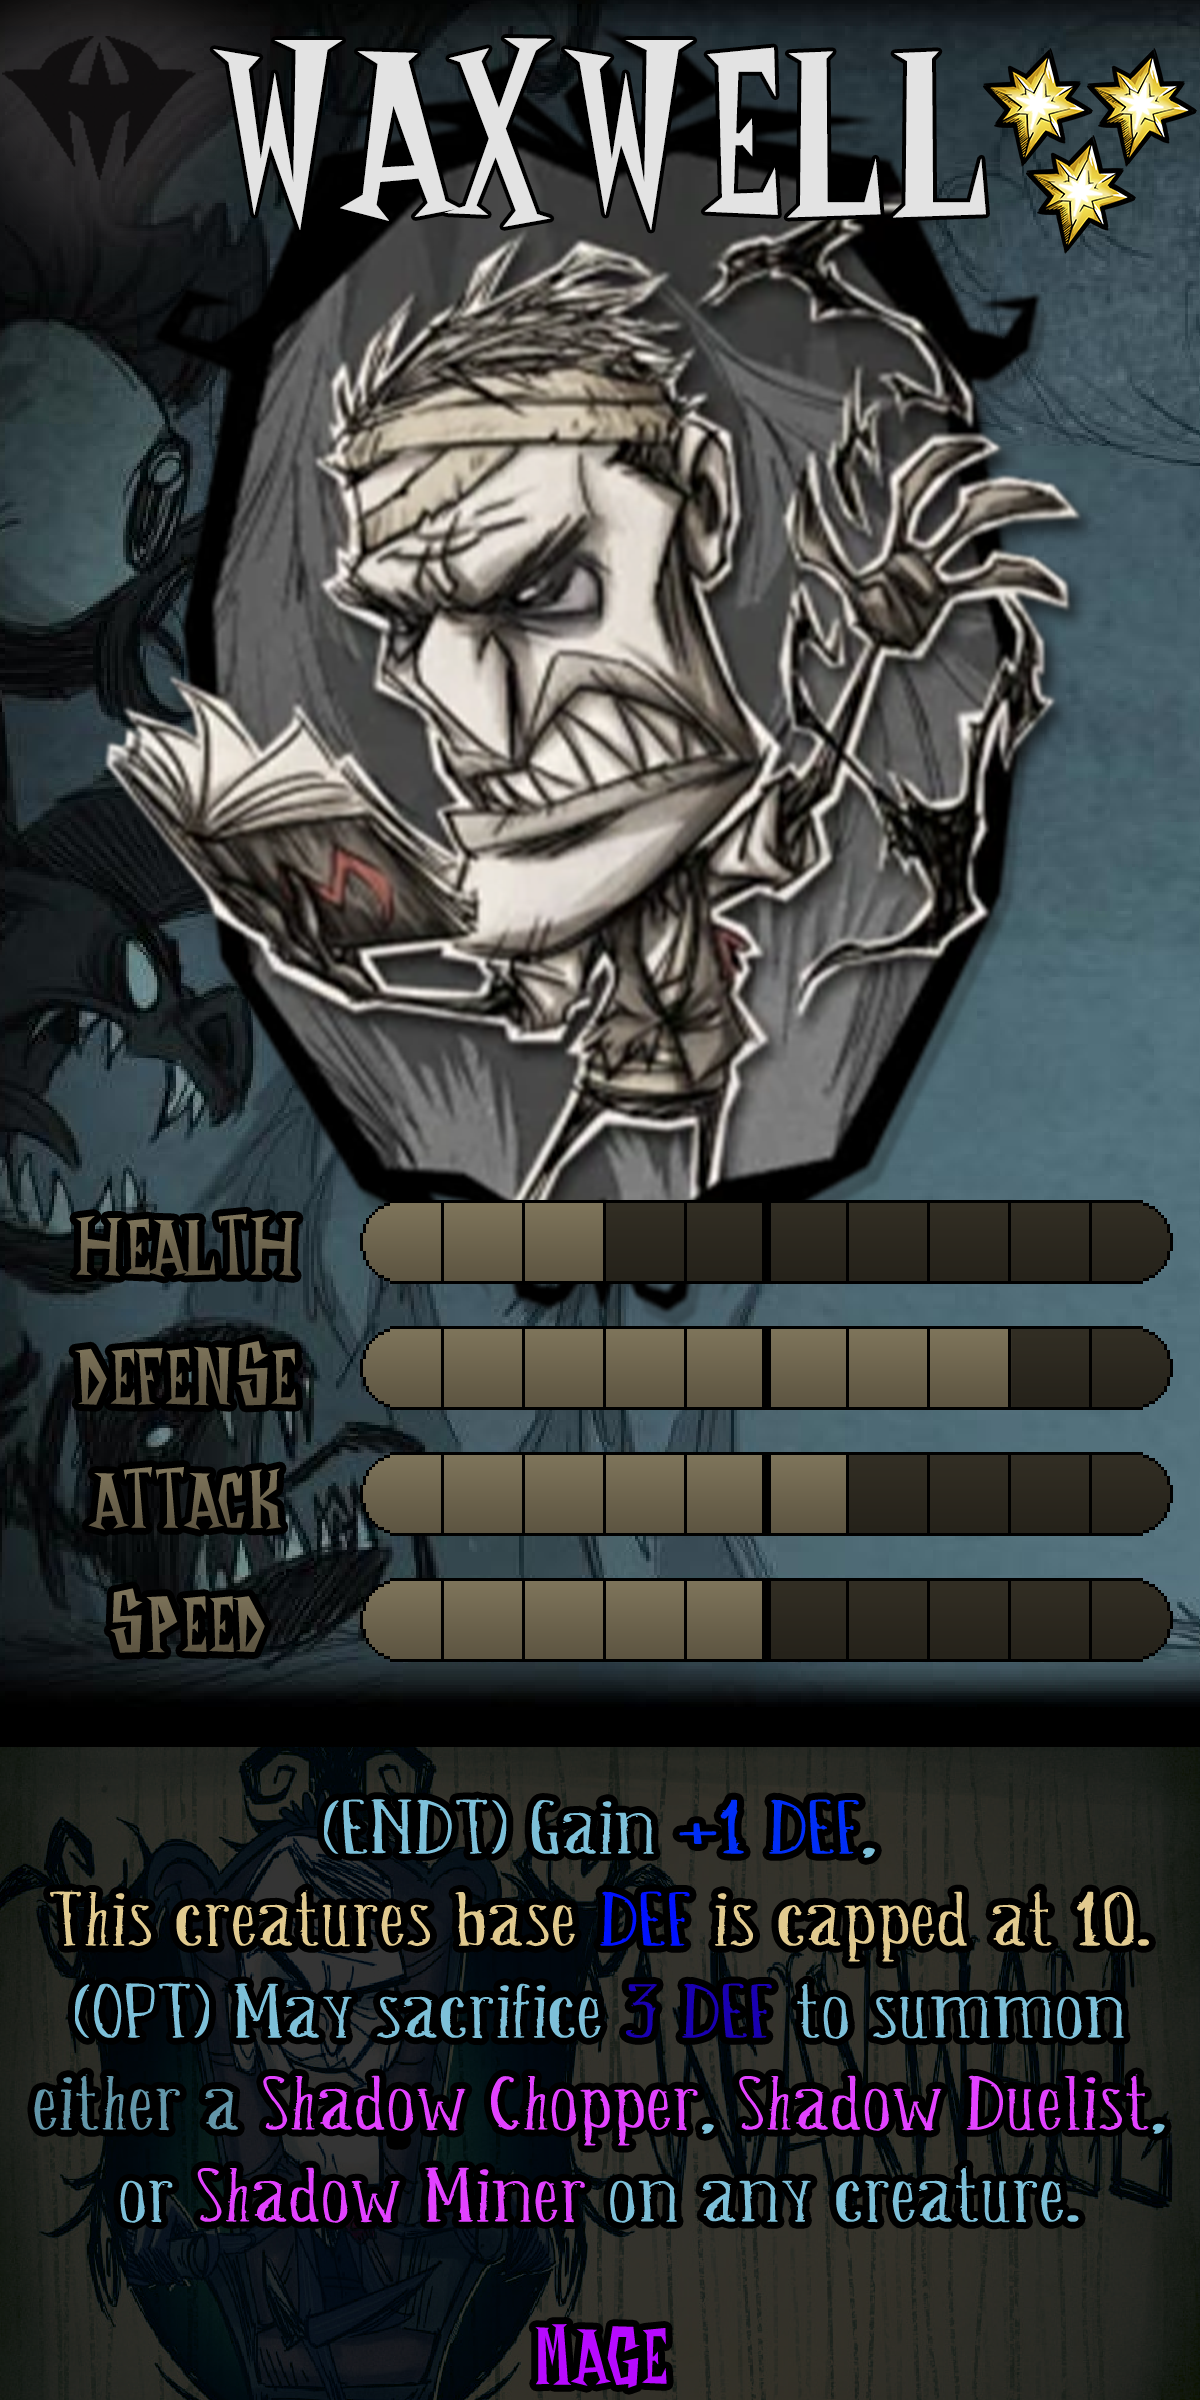 WAXWELL
HEALTH
DEFENSE
ATTACK
SPEED
(ENDT) Gain +1 DEF,
This creatures base DEF is capped at 10.
(OPT) May sacrifice 3 DEF to summon
either a Shadow Chopper, Shadow Duelist,
or Shadow Miner on any creature.
MAGE